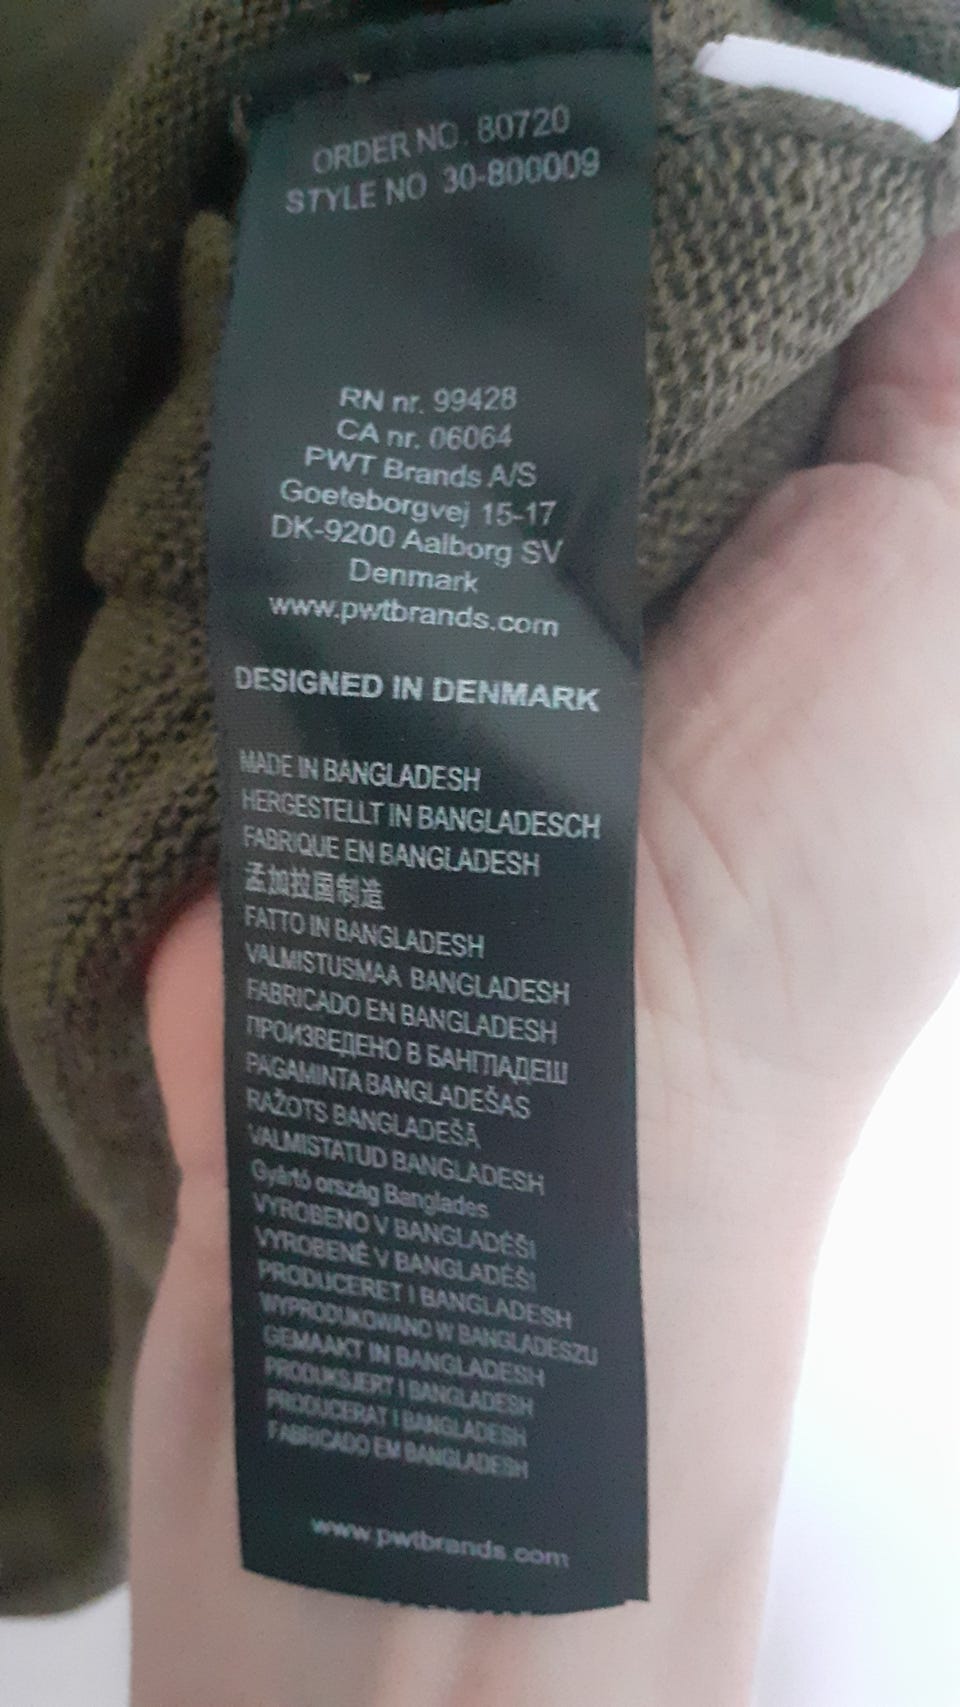 ORDER NO. 80720
STYLE NO 30-800009
RN nr. 99428
CA nr. 06064
PWT Brands A/S
Goeteborgvej 15-17
DK-9200 Aalborg SV
Denmark
www.pwtbrands.com
DESIGNED IN DENMARK
MADE IN BANGLADESH
HERGESTELLT IN BANGLADESCH
FABRIQUE EN BANGLADESH
孟加拉国制造
FATTO IN BANGLADESH
VALMISTUSMAA BANGLADESH
FABRICADO EN BANGLADESH
ПРОИЗВЕДЕНО В БАНГЛАДЕШ
PAGAMINTA BANGLADEŠAS
RAŽOTS BANGLADEŠĀ
VALMISTATUD BANGLADESH
Gyártó ország Banglades
VYROBENO V BANGLADÉŠI
VYROBENÉ V BANGLADÉŠI
PRODUCERET I BANGLADESH
WYPRODUKOWANO W BANGLADESZU
GEMAAKT IN BANGLADESH
PRODUKSJERT I BANGLADESH
PRODUCERAT I BANGLADESH
FABRICADO EM BANGLADESH
www.pwtbrands.com